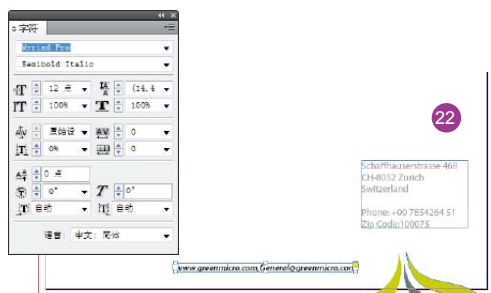 字符
Myriad Pro
Semibold Italic
12 点
(14.4
100%
100%
原始设
0
0%
0
0 点
0°
0°
自动
自动
语言: 中文: 简体
22
Schaffhauserstrasse 468
CH-8052 Zurich
Switzerland
Phone: +00 7854264 51
Zip Code:100075
www.greenmicro.com,General@greenmicro.com